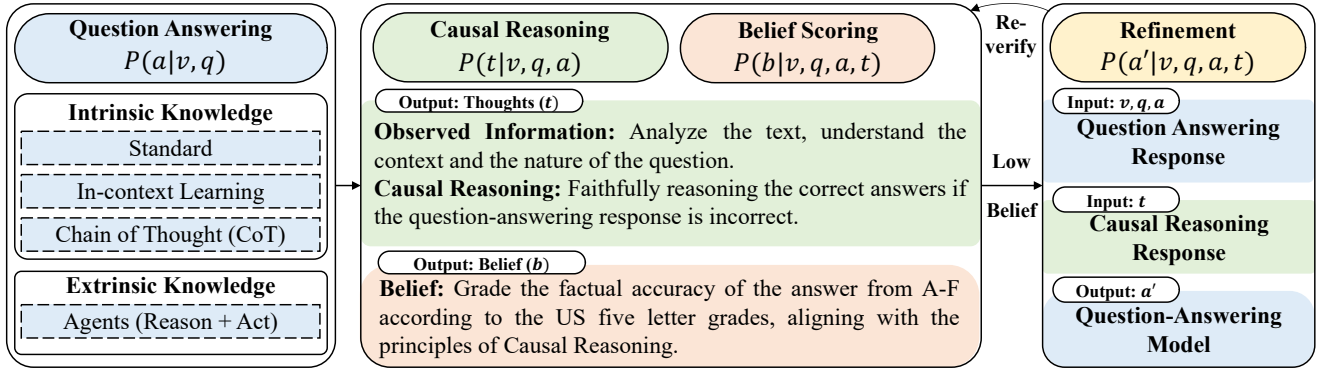 Question Answering
P(a|v, q)
Intrinsic Knowledge
Standard
In-context Learning
Chain of Thought (CoT)
Extrinsic Knowledge
Agents (Reason + Act)
Causal Reasoning
P(t|v, q, a)
Belief Scoring
P(b|v, q, a, t)
Output: Thoughts (t)
Observed Information: Analyze the text, understand the
context and the nature of the question.
Causal Reasoning: Faithfully reasoning the correct answers if
the question-answering response is incorrect.
Output: Belief (b)
Belief: Grade the factual accuracy of the answer from A-F
according to the US five letter grades, aligning with the
principles of Causal Reasoning.
Re-
verify
Low
Belief
Refinement
P(a′|v, q, a, t)
Input: v, q, a
Question Answering
Response
Input: t
Causal Reasoning
Response
Output: a′
Question-Answering
Model